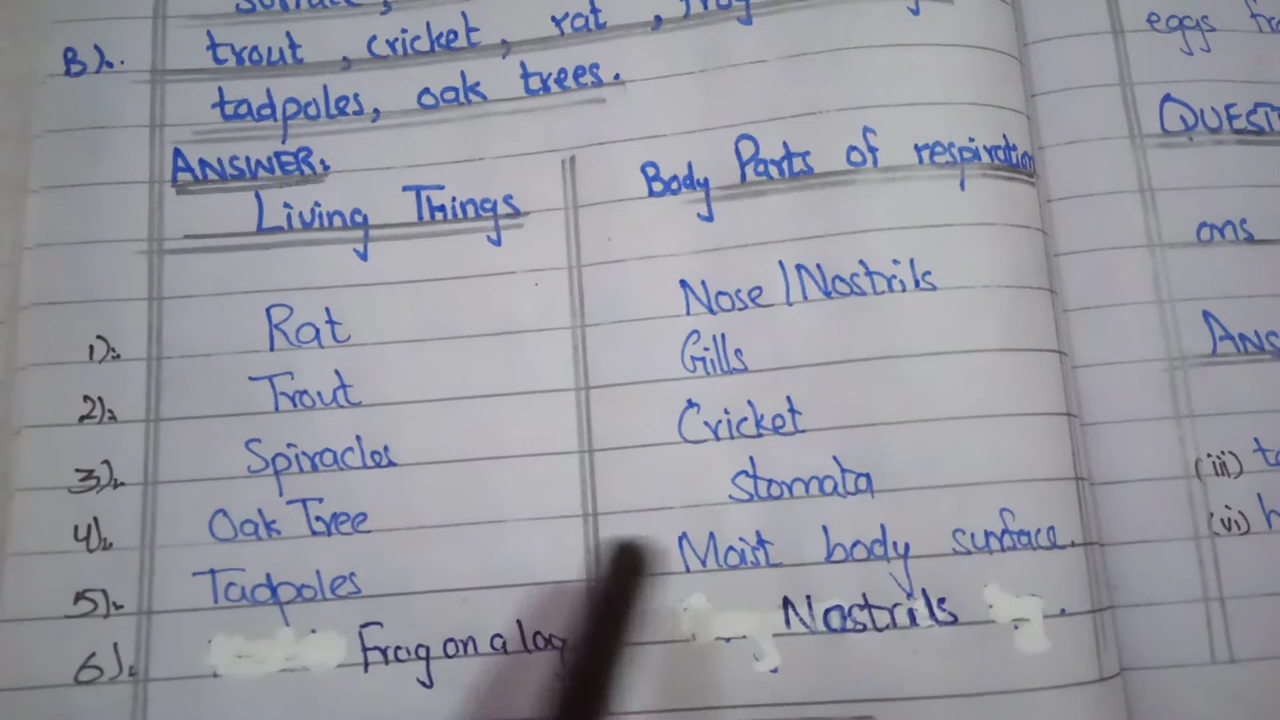 B).
trout, cricket, rat,
tadpoles, oak trees.
ANSWER:
Living Things Body Parts of respiration
1). Rat Nose/Nostrils
2). Trout Gills
3). Spiracles Cricket
4). Oak Tree Stomata
5). Tadpoles Moist body surface.
6). Frog on a log Nostrils.
eggs
QUEST
ons
ANS
(iii)
(vi)